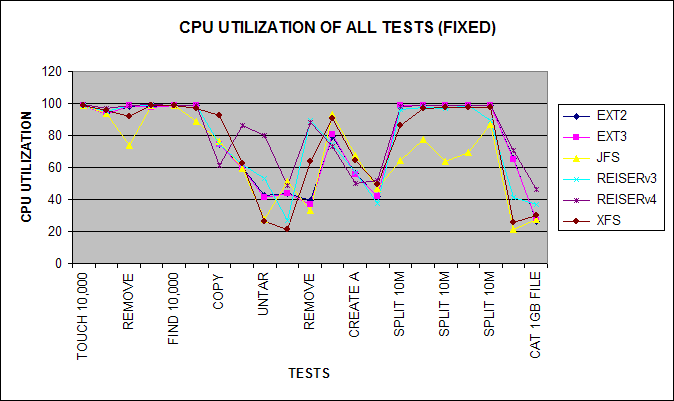 CPU UTILIZATION OF ALL TESTS (FIXED)
120
100
80
60
40
20
0
CPU UTILIZATION
TOUCH 10,000
REMOVE
FIND 10,000
COPY
UNTAR
REMOVE
CREATE A
SPLIT 10M
SPLIT 10M
SPLIT 10M
CAT 1GB FILE
TESTS
EXT2
EXT3
JFS
REISERv3
REISERv4
XFS